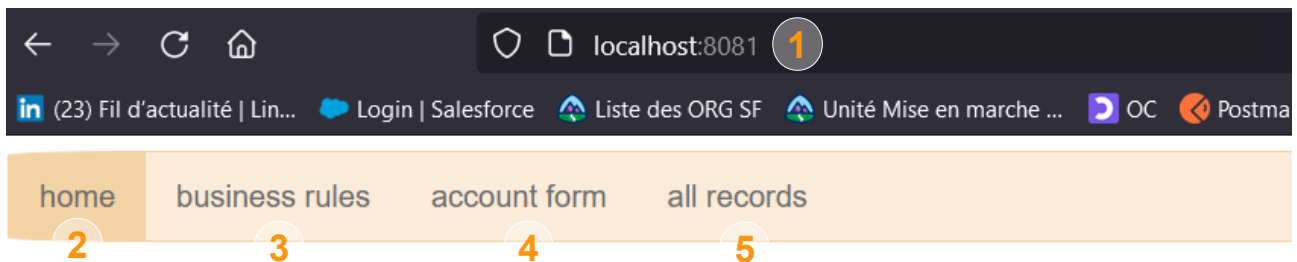 localhost:8081 1
in (23) Fil d'actualité | Lin... Login | Salesforce Liste des ORG SF Unité Mise en marche ... OC Postma
home business rules account form all records
2 3 4 5